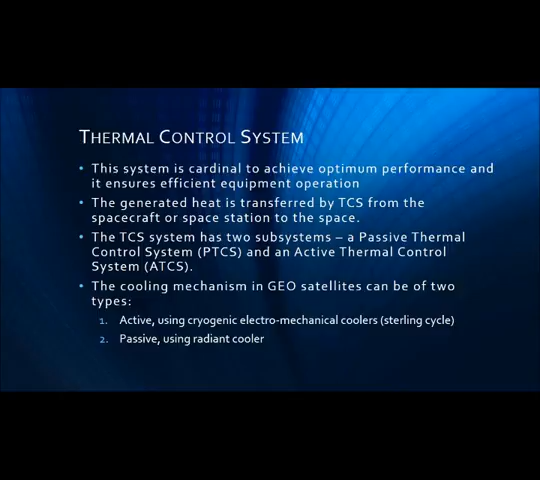 THERMAL CONTROL SYSTEM
• This system is cardinal to achieve optimum performance and
it ensures efficient equipment operation
• The generated heat is transferred by TCS from the
spacecraft or space station to the space.
• The TCS system has two subsystems – a Passive Thermal
Control System (PTCS) and an Active Thermal Control
System (ATCS).
• The cooling mechanism in GEO satellites can be of two
types:
1. Active, using cryogenic electro-mechanical coolers (sterling cycle)
2. Passive, using radiant cooler